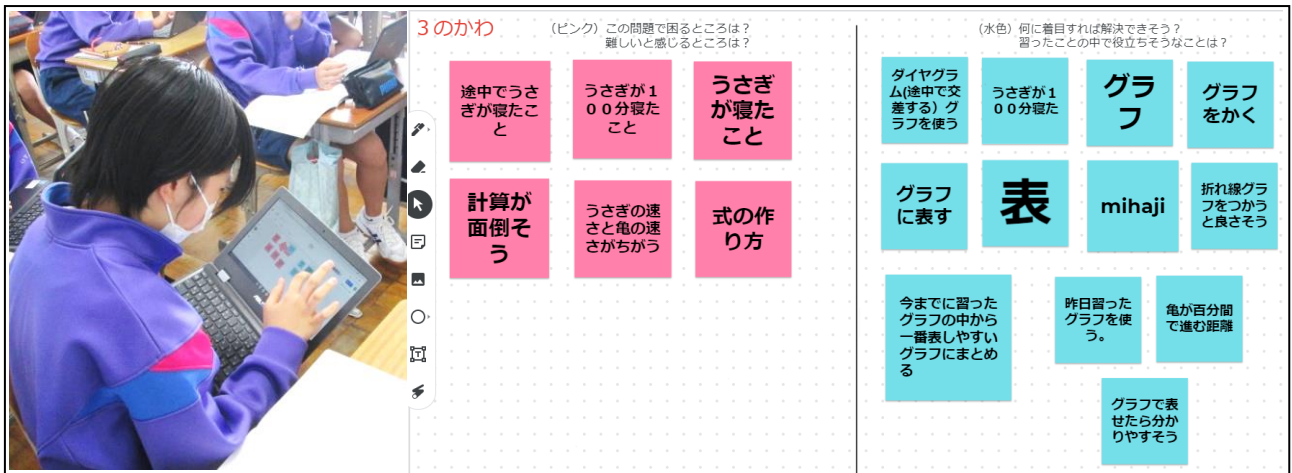 3のかわ
(ピンク)この問題で困るところは？
難しいと感じるところは？
途中でうさ
ぎが寝たこ
と
うさぎが１
００分寝た
こと
うさぎ
が寝た
こと
計算が
面倒そ
う
うさぎの速
さと亀の速
さがちがう
式の作
り方
(水色)何に着目すれば解決できそう？
習ったことの中で役立ちそうなことは？
ダイヤグラ
ム(途中で交
差する）グ
ラフを使う
うさぎが１
００分寝た
グラ
フ
グラフ
をかく
グラフ
に表す
表
mihaji
折れ線グラ
フをつかう
と良さそう
今までに習った
グラフの中から
一番表しやすい
グラフにまとめ
る
昨日習った
グラフを使
う。
亀が百分間
で進む距離
グラフで表
せたら分か
りやすそう